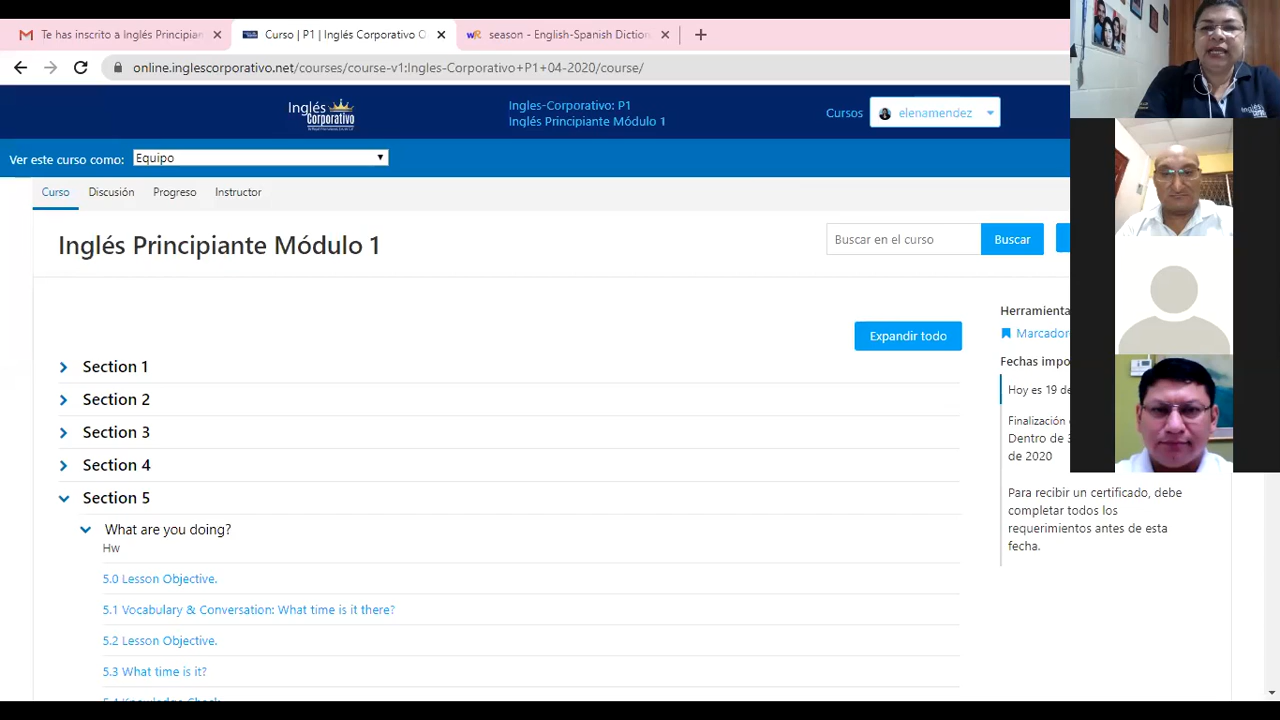 Te has inscrito a Inglés Principian
Curso | P1 | Inglés Corporativo O
season - English-Spanish Diction
online.inglescorporativo.net/courses/course-v1:Ingles-Corporativo+P1+04-2020/course/
Inglés
Corporativo
Ingles-Corporativo: P1
Inglés Principiante Módulo 1
Cursos
elenamendez
Ver este curso como:
Equipo
Curso
Discusión
Progreso
Instructor
Inglés Principiante Módulo 1
Buscar en el curso
Buscar
Expandir todo
Section 1
Section 2
Section 3
Section 4
Section 5
What are you doing?
Hw
5.0 Lesson Objective.
5.1 Vocabulary & Conversation: What time is it there?
5.2 Lesson Objective.
5.3 What time is it?
Herramienta
Marcador
Fechas impo
Hoy es 19 de
Finalización
Dentro de
de 2020
Para recibir un certificado, debe
completar todos los
requerimientos antes de esta
fecha.